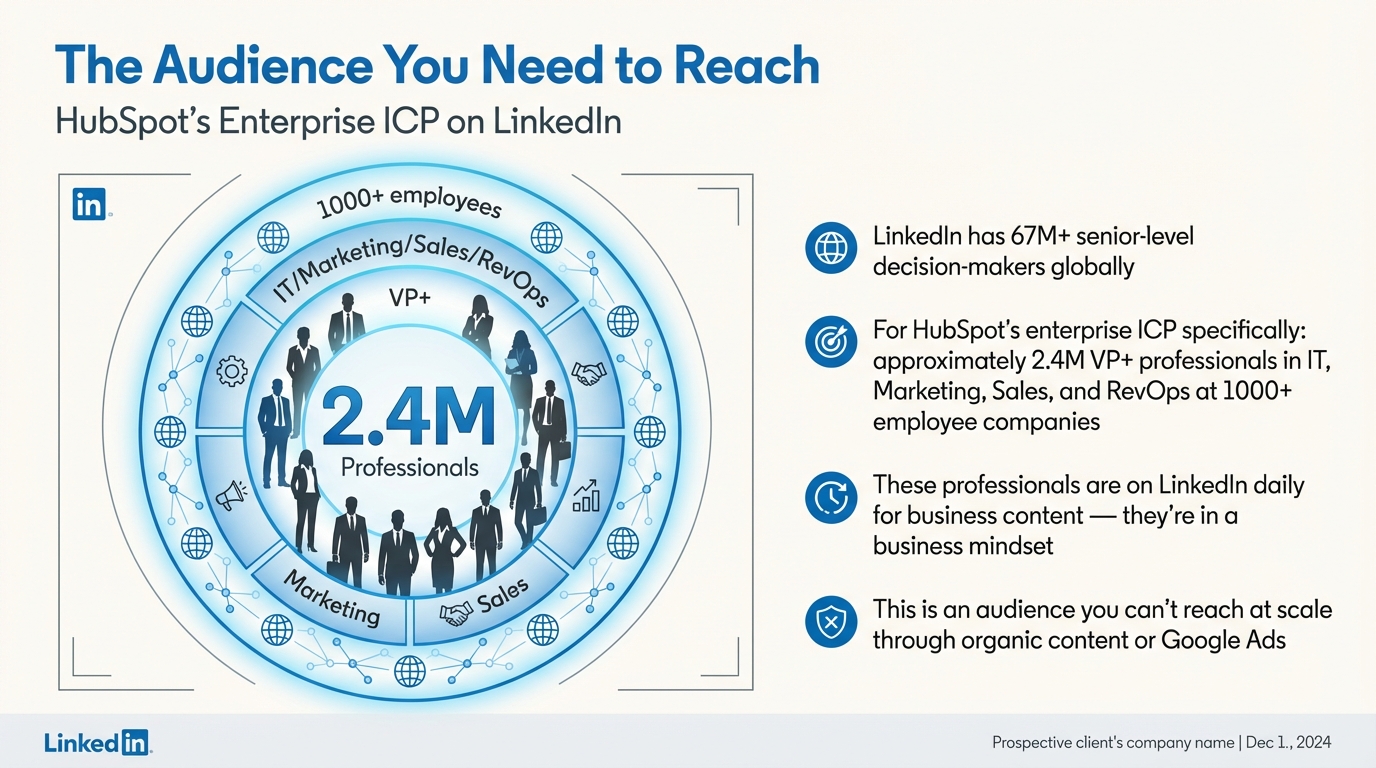 The Audience You Need to Reach
HubSpot's Enterprise ICP on LinkedIn
in
1000+ employees
IT/Marketing/Sales/RevOps
VP+
2.4M
Professionals
Marketing
Sales
LinkedIn has 67M+ senior-level
decision-makers globally
For HubSpot's enterprise ICP specifically:
approximately 2.4M VP+ professionals in IT,
Marketing, Sales, and RevOps at 1000+
employee companies
These professionals are on LinkedIn daily
for business content — they're in a
business mindset
This is an audience you can't reach at scale
through organic content or Google Ads
LinkedIn
Prospective client's company name | Dec 1., 2024